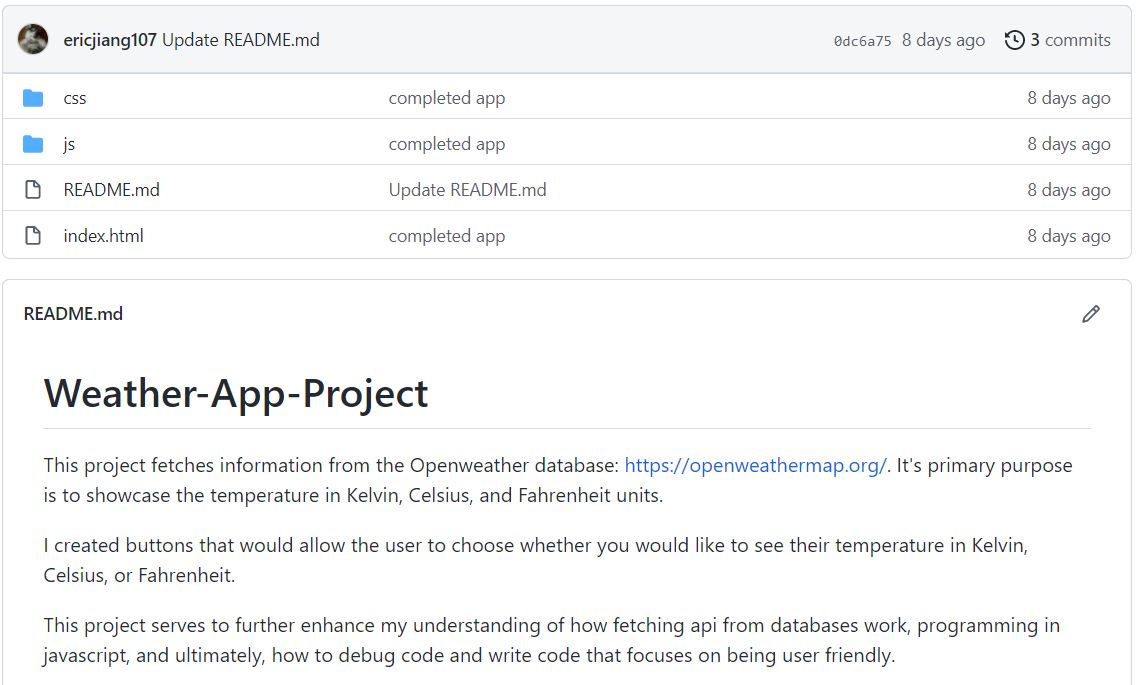 ericjiang107 Update README.md 0dc6a75 8 days ago 3 commits
css completed app 8 days ago
js completed app 8 days ago
README.md Update README.md 8 days ago
index.html completed app 8 days ago
README.md
Weather-App-Project
This project fetches information from the Openweather database: https://openweathermap.org/. It's primary purpose
is to showcase the temperature in Kelvin, Celsius, and Fahrenheit units.
I created buttons that would allow the user to choose whether you would like to see their temperature in Kelvin,
Celsius, or Fahrenheit.
This project serves to further enhance my understanding of how fetching api from databases work, programming in
javascript, and ultimately, how to debug code and write code that focuses on being user friendly.